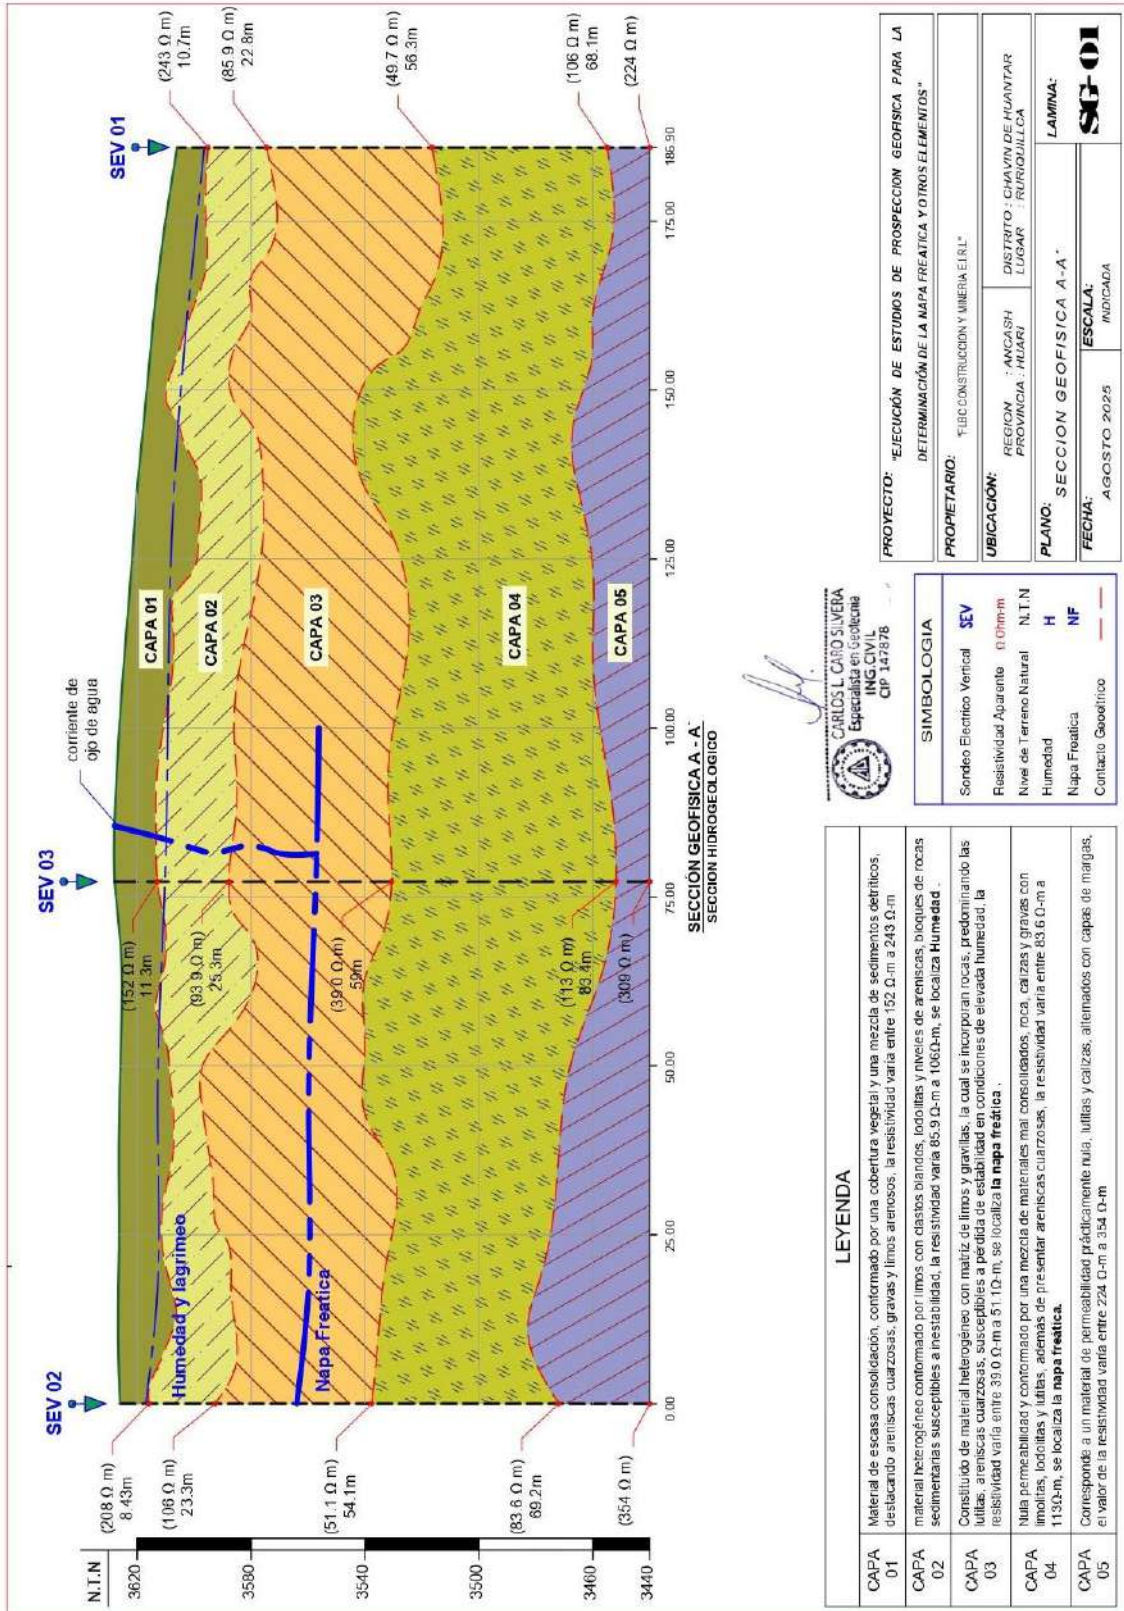 SEV 02
SEV 03
SEV 01
N.T.N
3620
3580
3540
3500
3460
3440
(208 Ω m)
8.43m
(106 Ω m)
23.3m
(51.1 Ω m)
54.1m
(83.6 Ω m)
69.2m
(354 Ω m)
Humedad y lagrimeo
Napa Freatica
(152 Ω m)
11.3m
(93.9 Ω m)
25.3m
(39.0 Ω m)
59m
(113 Ω m)
83.4m
(309 Ω m)
corriente de
ojo de agua
CAPA 01
CAPA 02
CAPA 03
CAPA 04
CAPA 05
(243 Ω m)
10.7m
(85.9 Ω m)
22.8m
(49.7 Ω m)
56.3m
(106 Ω m)
68.1m
(224 Ω m)
0.00
25.00
50.00
75.00
100.00
125.00
150.00
175.00
186.90
SECCIÓN GEOFISICA A - A´
SECCION HIDROGEOLOGICO
LEYENDA
CAPA 01
Material de escasa consolidación, conformado por una cobertura vegetal y una mezcla de sedimentos detríticos,
destacando areniscas cuarzosas, gravas y limos arenosos, la resistividad varía entre 152 Ω-m a 243 Ω-m
CAPA 02
material heterogéneo conformado por limos con clastos blandos, lodolitas y niveles de areniscas, bloques de rocas
sedimentarias susceptibles a inestabilidad, la resistividad varía 85.9 Ω-m a 106Ω-m, se localiza Humedad .
CAPA 03
Constituido de material heterogéneo con matriz de limos y gravillas, la cual se incorporan rocas, predominando las
lutitas, areniscas cuarzosas, susceptibles a pérdida de estabilidad en condiciones de elevada humedad, la
resistividad varía entre 39.0 Ω-m a 51.1Ω-m, se localiza la napa freática .
CAPA 04
Nula permeabilidad y conformado por una mezcla de materiales mal consolidados, roca, calizas y gravas con
limolitas, lodolitas y lutitas, además de presentar areniscas cuarzosas, la resistividad varía entre 83.6 Ω-m a
113Ω-m, se localiza la napa freática.
CAPA 05
Corresponde a un material de permeabilidad prácticamente nula, lutitas y calizas, alternados con capas de margas,
el valor de la resistividad varía entre 224 Ω-m a 354 Ω-m
CARLOS L. CARO SILVERA
Especialista en Geotecnia
ING.CIVIL
CIP 147878
SIMBOLOGIA
Sondeo Electrico Vertical SEV
Resistividad Aparente Ω Ohm-m
Nivel de Terreno Natural N.T.N
Humedad H
Napa Freatica NF
Contacto Geoeltrico
PROYECTO: "EJECUCIÓN DE ESTUDIOS DE PROSPECCION GEOFISICA PARA LA
DETERMINACIÓN DE LA NAPA FREATICA Y OTROS ELEMENTOS"
PROPIETARIO:
"FLBC CONSTRUCCION Y MINERIA E.I.R.L"
UBICACIÓN:
REGION : ANCASH
PROVINCIA : HUARI
DISTRITO : CHAVIN DE HUANTAR
LUGAR : RURIQUILLCA
PLANO:
SECCION GEOFISICA A-A´
LAMINA:
SG-01
FECHA:
AGOSTO 2025
ESCALA:
INDICADA